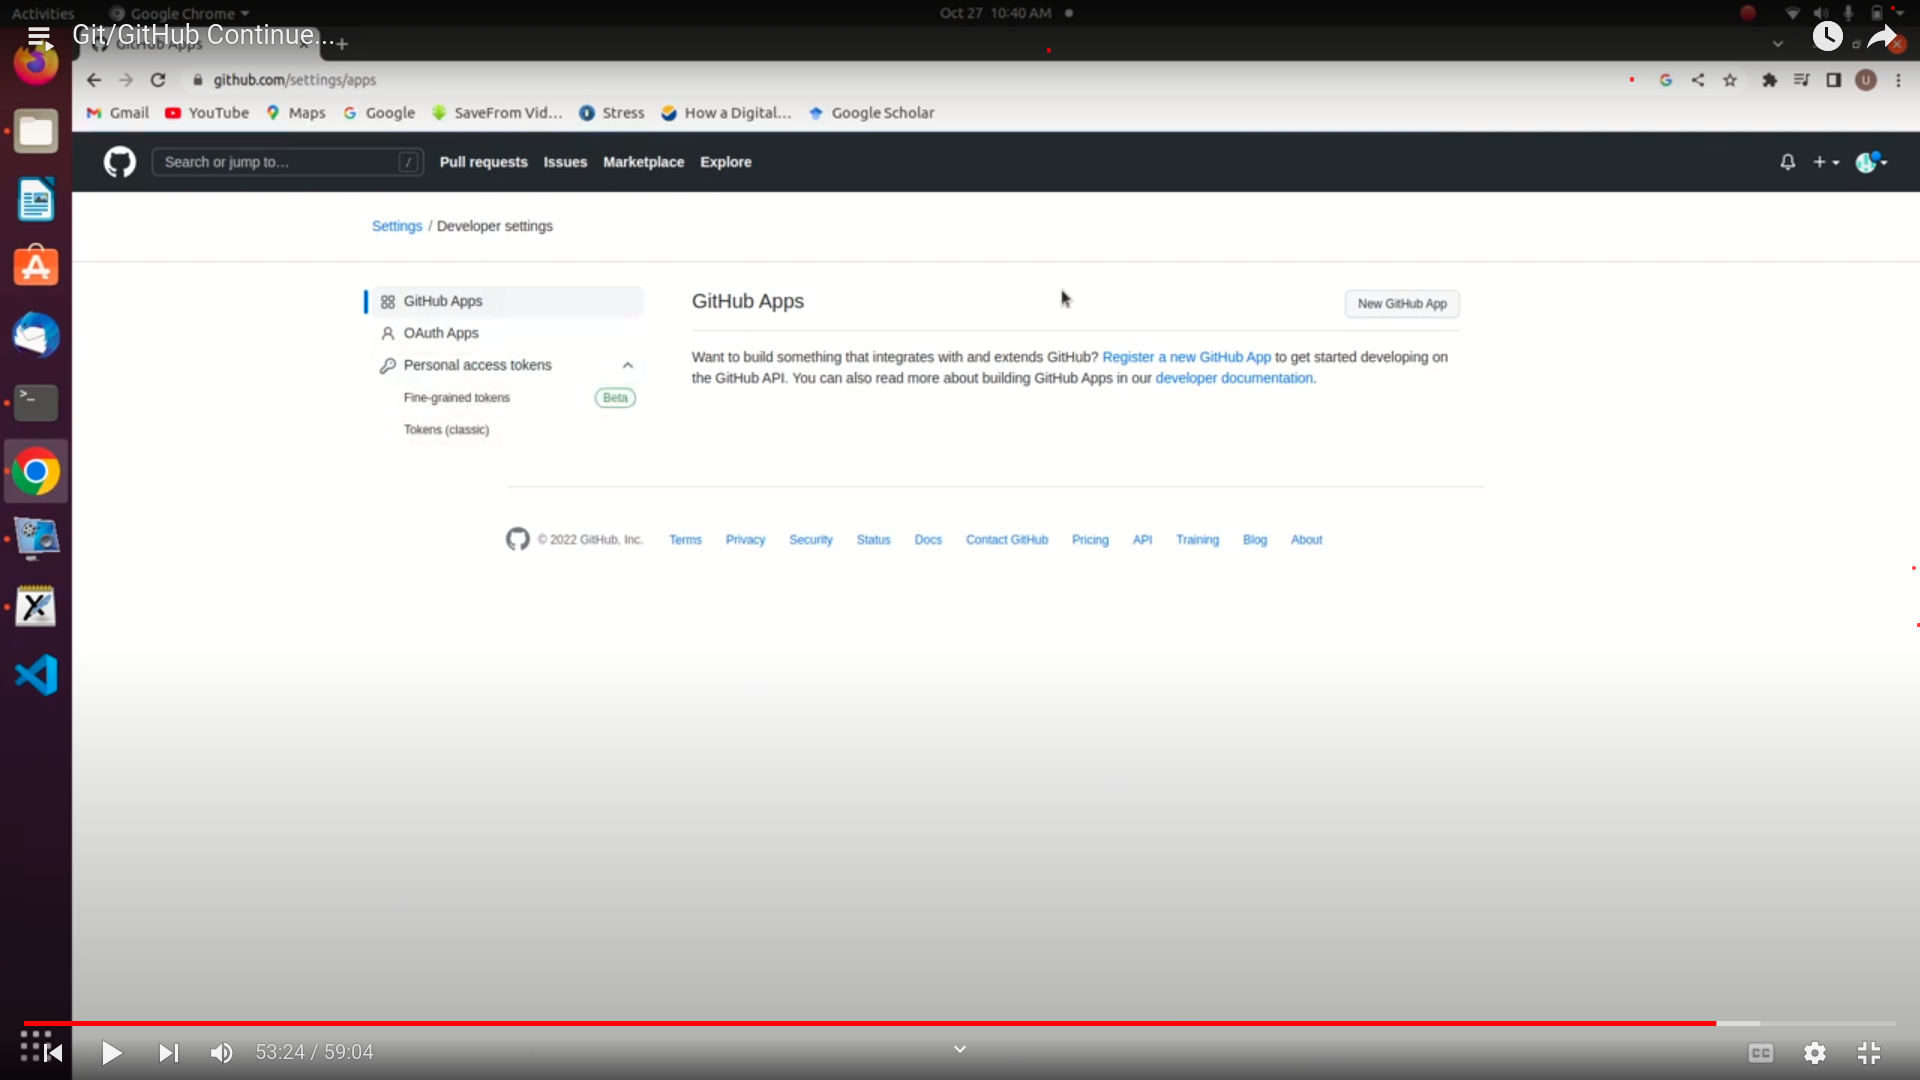 Activities
Google Chrome
Oct 27 10:40 AM
Git/GitHub Continue...
GitHub Apps
github.com/settings/apps
U
Gmail
YouTube
Maps
Google
SaveFrom Vid...
Stress
How a Digital...
Google Scholar
Search or jump to...
/
Pull requests
Issues
Marketplace
Explore
Settings / Developer settings
GitHub Apps
OAuth Apps
Personal access tokens
Fine-grained tokens
Beta
Tokens (classic)
GitHub Apps
New GitHub App
Want to build something that integrates with and extends GitHub? Register a new GitHub App to get started developing on
the GitHub API. You can also read more about building GitHub Apps in our developer documentation.
© 2022 GitHub, Inc.
Terms
Privacy
Security
Status
Docs
Contact GitHub
Pricing
API
Training
Blog
About
53:24 / 59:04
CC